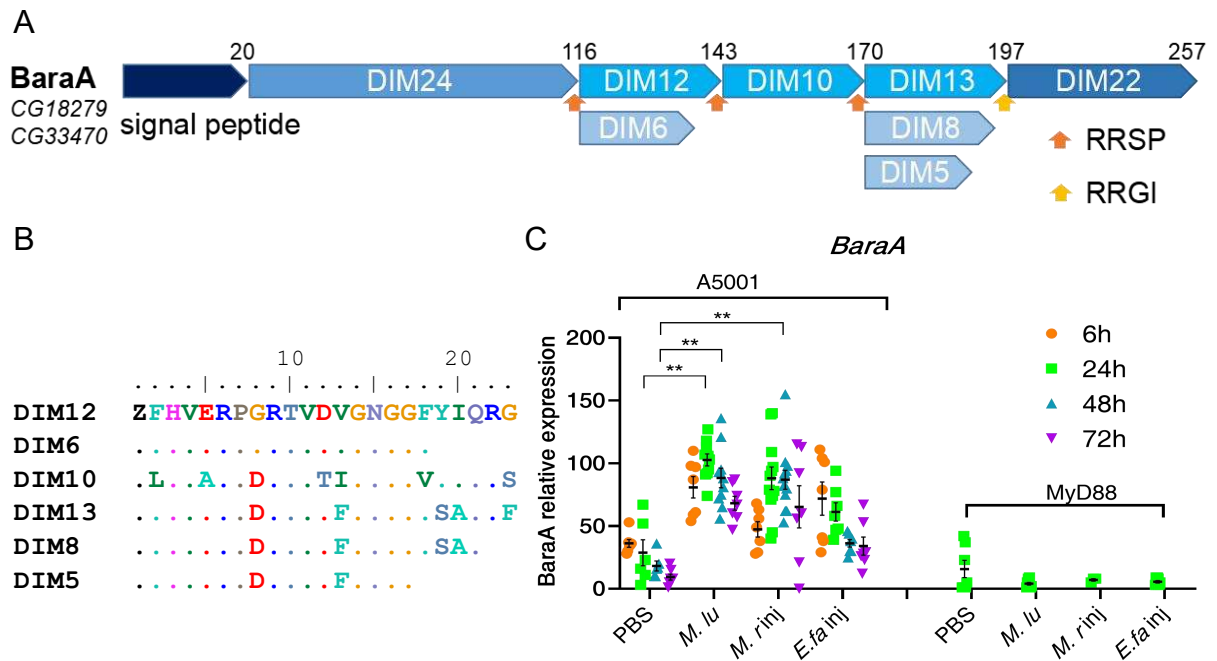 A
20 116 143 170 197 257
BaraA DIM24 DIM12 DIM10 DIM13 DIM22
CG18279
CG33470
signal peptide
DIM6 DIM8
DIM5
RRSP
RRGI
B
10 20
....|....|....|....|...
DIM12 ZFHVERPGRTVDVGNGGFYIQRG
DIM6 ..................
DIM10 .L..A..D...TI....V....S
DIM13 .......D....F.....SA..F
DIM8 .......D....F.....SA.
DIM5 .......D....F....
C
BaraA
A5001
**
**
**
BaraA relative expression
200
150
100
50
0
6h
24h
48h
72h
MyD88
PBS M. lu M. r inj E.fa inj PBS M. lu M. r inj E.fa inj